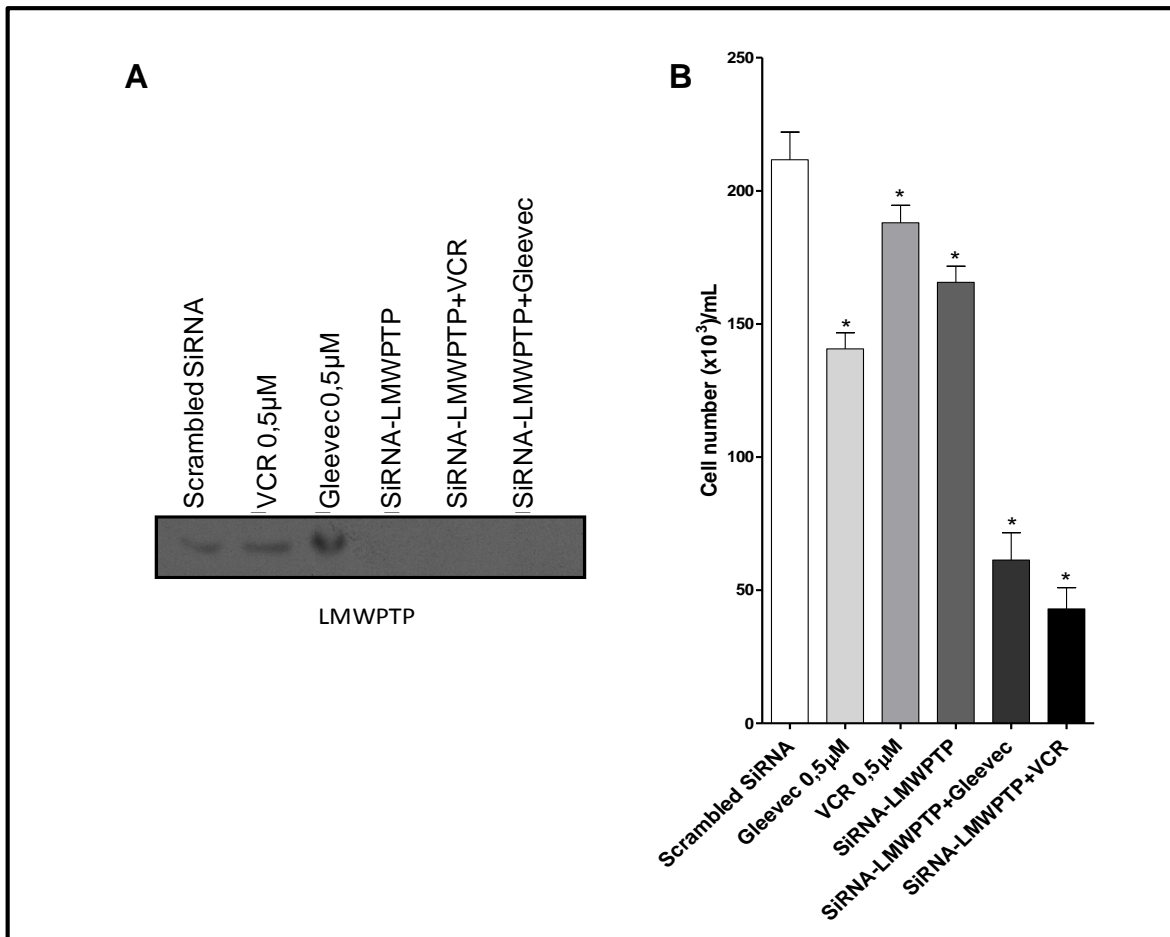 A
Scrambled SiRNA
VCR 0,5µM
Gleevec 0,5µM
SiRNA-LMWPTP
SiRNA-LMWPTP+VCR
SiRNA-LMWPTP+Gleevec
LMWPTP
B
Cell number (x10³)/mL
250
200
150
100
50
0
*
*
*
*
*
Scrambled SiRNA
Gleevec 0,5µM
VCR 0,5µM
SiRNA-LMWPTP
SiRNA-LMWPTP+Gleevec
SiRNA-LMWPTP+VCR